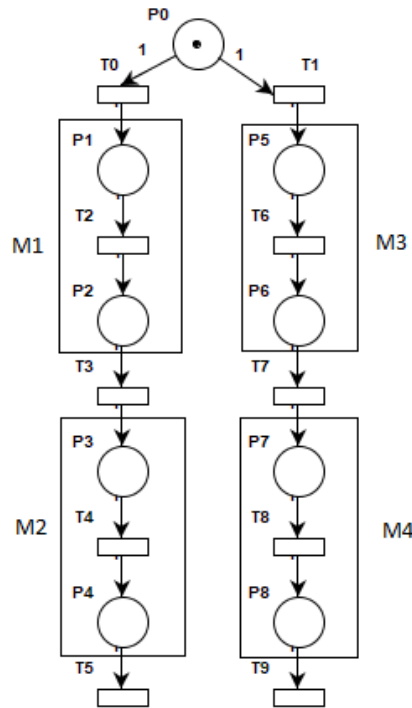 P0
1 1
T0 T1
P1 P5
T2 T6
M1 M3
P2 P6
T3 T7
P3 P7
T4 T8
M2 M4
P4 P8
T5 T9